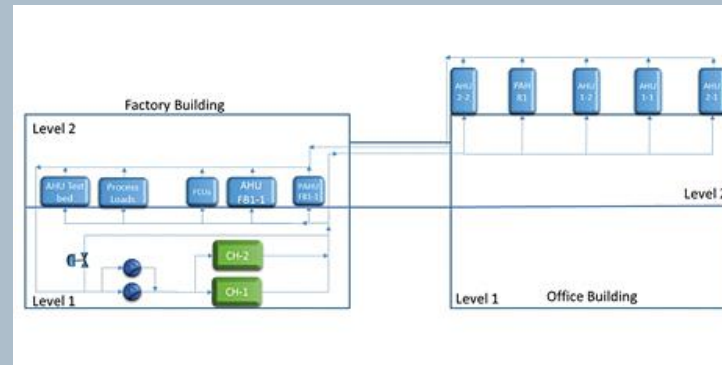 Factory Building
Level 2
AHU Test
bed
Process
Loads
FCUs
AHU
FB1-1
PAHU
FB1-1
CH-2
CH-1
Level 1
AHU
2-2
PAH
B1
AHU
1-2
AHU
1-1
AHU
2-1
Level 2
Level 1
Office Building